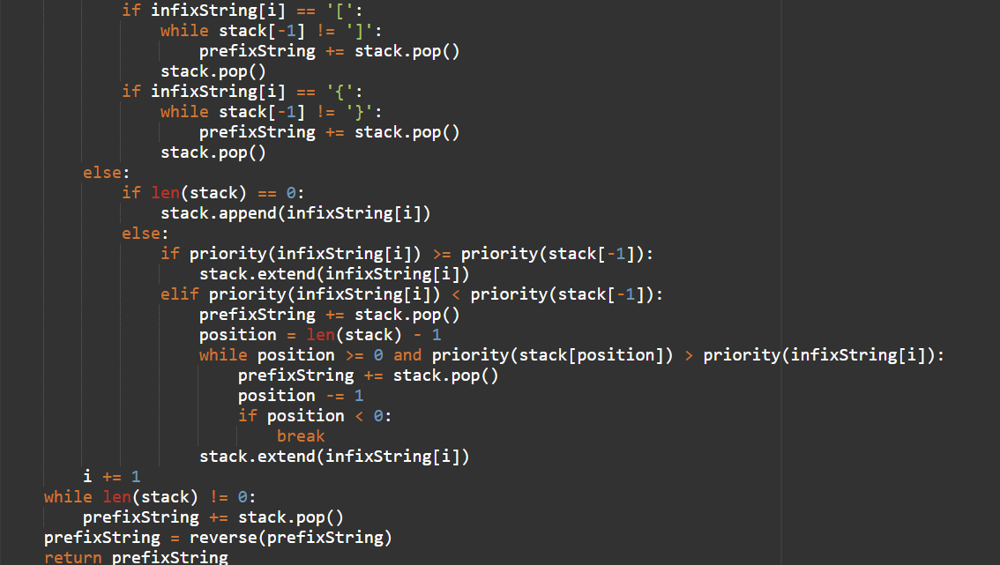 if infixString[i] == '[':
while stack[-1] != ']':
prefixString += stack.pop()
stack.pop()
if infixString[i] == '{':
while stack[-1] != '}':
prefixString += stack.pop()
stack.pop()
else:
if len(stack) == 0:
stack.append(infixString[i])
else:
if priority(infixString[i]) >= priority(stack[-1]):
stack.extend(infixString[i])
elif priority(infixString[i]) < priority(stack[-1]):
prefixString += stack.pop()
position = len(stack) - 1
while position >= 0 and priority(stack[position]) > priority(infixString[i]):
prefixString += stack.pop()
position -= 1
if position < 0:
break
stack.extend(infixString[i])
i += 1
while len(stack) != 0:
prefixString += stack.pop()
prefixString = reverse(prefixString)
return prefixString